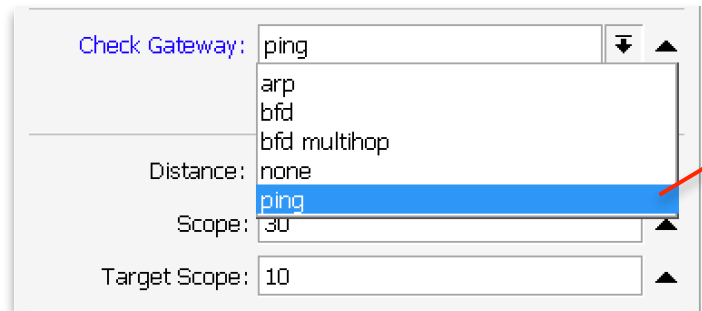 Check Gateway: ping
arp
bfd
bfd multihop
Distance: none
ping
Scope: 30
Target Scope: 10